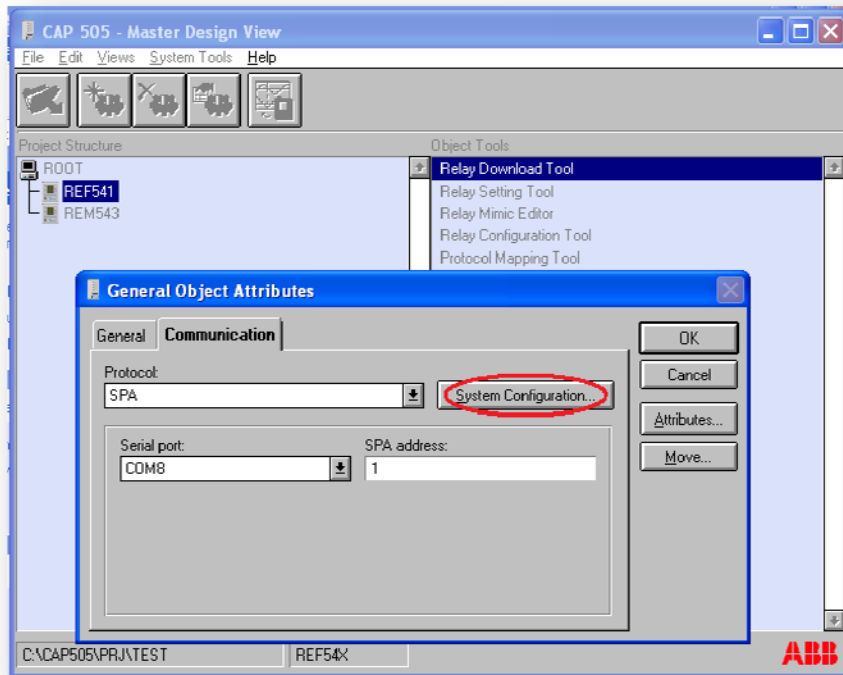 CAP 505 - Master Design View
File Edit Views System Tools Help
Project Structure
Object Tools
ROOT
REF541
REM543
Relay Download Tool
Relay Setting Tool
Relay Mimic Editor
Relay Configuration Tool
Protocol Mapping Tool
General Object Attributes
General
Communication
Protocol:
SPA
System Configuration...
Serial port:
COM8
SPA address:
1
OK
Cancel
Attributes...
Move...
C:\CAP505\PRJ\TEST
REF54X
ABB